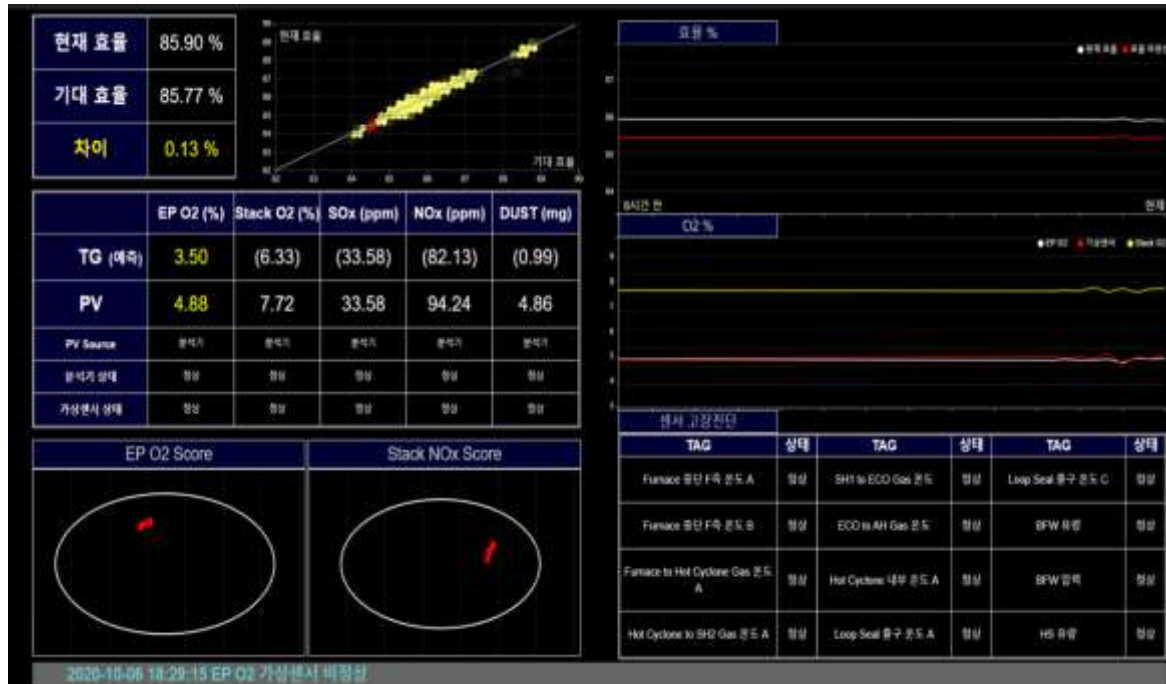 현재 효율 85.90 %
기대 효율 85.77 %
차이 0.13 %
현재 효율
기대 효율
EP O2 (%) Stack O2 (%) SOx (ppm) NOx (ppm) DUST (mg)
TG (예측) 3.50 (6.33) (33.58) (82.13) (0.99)
PV 4.88 7.72 33.58 94.24 4.86
PV Source 분석기 분석기 분석기 분석기 분석기
분석기 상태 정상 정상 정상 정상 정상
가상센서 상태 정상 정상 정상 정상 정상
EP O2 Score Stack NOx Score
효율 %
6시간 전 현재
O2 %
EP O2 가상센서 Stack O2
센서 고장진단
TAG 상태 TAG 상태 TAG 상태
Furnace 중단 F측 온도 A 정상 SH1 to ECO Gas 온도 정상 Loop Seal 출구 온도 C 정상
Furnace 중단 F측 온도 B 정상 ECO to AH Gas 온도 정상 BFW 유량 정상
Furnace to Hot Cyclone Gas 온도 A 정상 Hot Cyclone 내부 온도 A 정상 BFW 압력 정상
Hot Cyclone to SH2 Gas 온도 A 정상 Loop Seal 출구 온도 A 정상 HS 유량 정상
2020-10-06 18:29:15 EP O2 가상센서 비정상